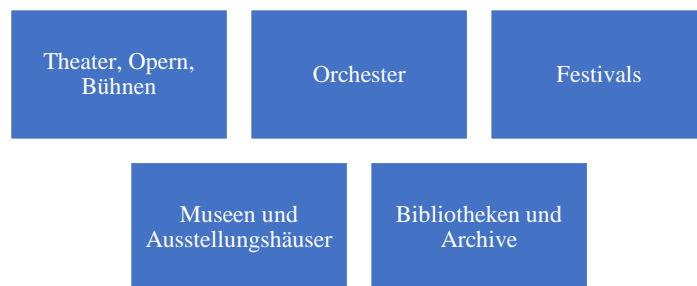 Theater, Opern,
Bühnen
Orchester
Festivals
Museen und
Ausstellungshäuser
Bibliotheken und
Archive